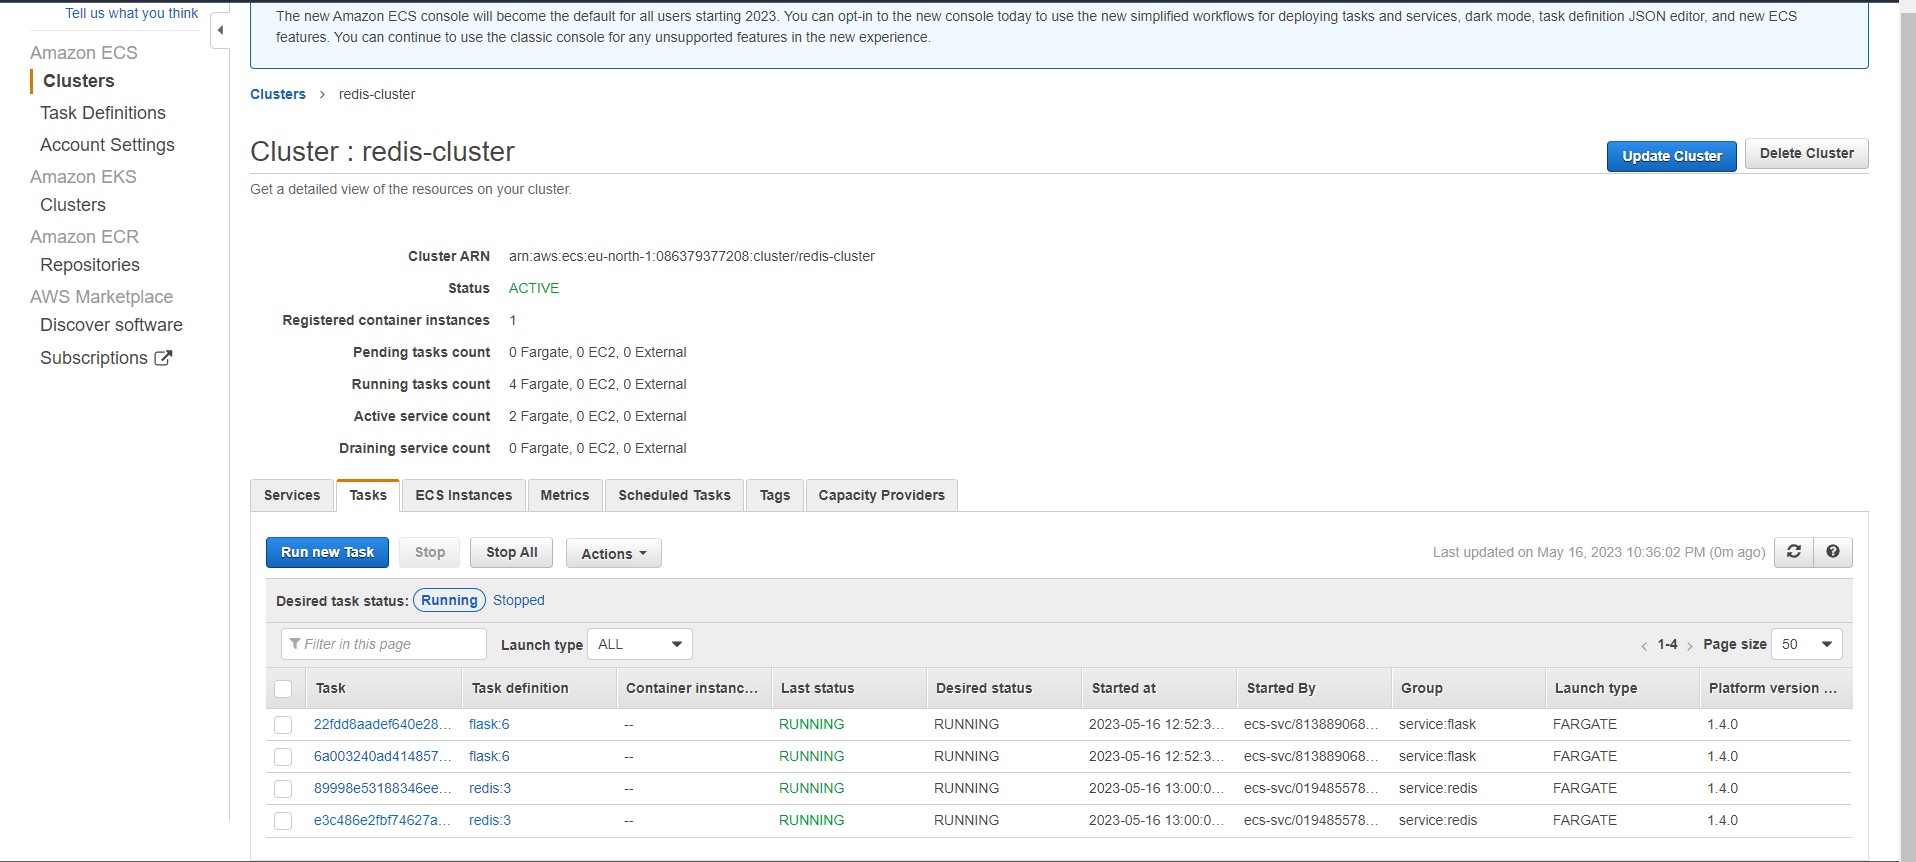 Tell us what you think
Amazon ECS
Clusters
Task Definitions
Account Settings
Amazon EKS
Clusters
Amazon ECR
Repositories
AWS Marketplace
Discover software
Subscriptions
The new Amazon ECS console will become the default for all users starting 2023. You can opt-in to the new console today to use the new simplified workflows for deploying tasks and services, dark mode, task definition JSON editor, and new ECS
features. You can continue to use the classic console for any unsupported features in the new experience.
Clusters > redis-cluster
Cluster : redis-cluster
Update Cluster Delete Cluster
Get a detailed view of the resources on your cluster.
Cluster ARN arn:aws:ecs:eu-north-1:086379377208:cluster/redis-cluster
Status ACTIVE
Registered container instances 1
Pending tasks count 0 Fargate, 0 EC2, 0 External
Running tasks count 4 Fargate, 0 EC2, 0 External
Active service count 2 Fargate, 0 EC2, 0 External
Draining service count 0 Fargate, 0 EC2, 0 External
Services Tasks ECS Instances Metrics Scheduled Tasks Tags Capacity Providers
Run new Task Stop Stop All Actions Last updated on May 16, 2023 10:36:02 PM (0m ago)
Desired task status: Running Stopped
Filter in this page Launch type ALL < 1-4 > Page size 50
Task Task definition Container instanc... Last status Desired status Started at Started By Group Launch type Platform version ...
22fdd8aadef640e28... flask:6 -- RUNNING RUNNING 2023-05-16 12:52:3... ecs-svc/813889068... service:flask FARGATE 1.4.0
6a003240ad414857... flask:6 -- RUNNING RUNNING 2023-05-16 12:52:3... ecs-svc/813889068... service:flask FARGATE 1.4.0
89998e53188346ee... redis:3 -- RUNNING RUNNING 2023-05-16 13:00:0... ecs-svc/019485578... service:redis FARGATE 1.4.0
e3c486e2fbf74627a... redis:3 -- RUNNING RUNNING 2023-05-16 13:00:0... ecs-svc/019485578... service:redis FARGATE 1.4.0